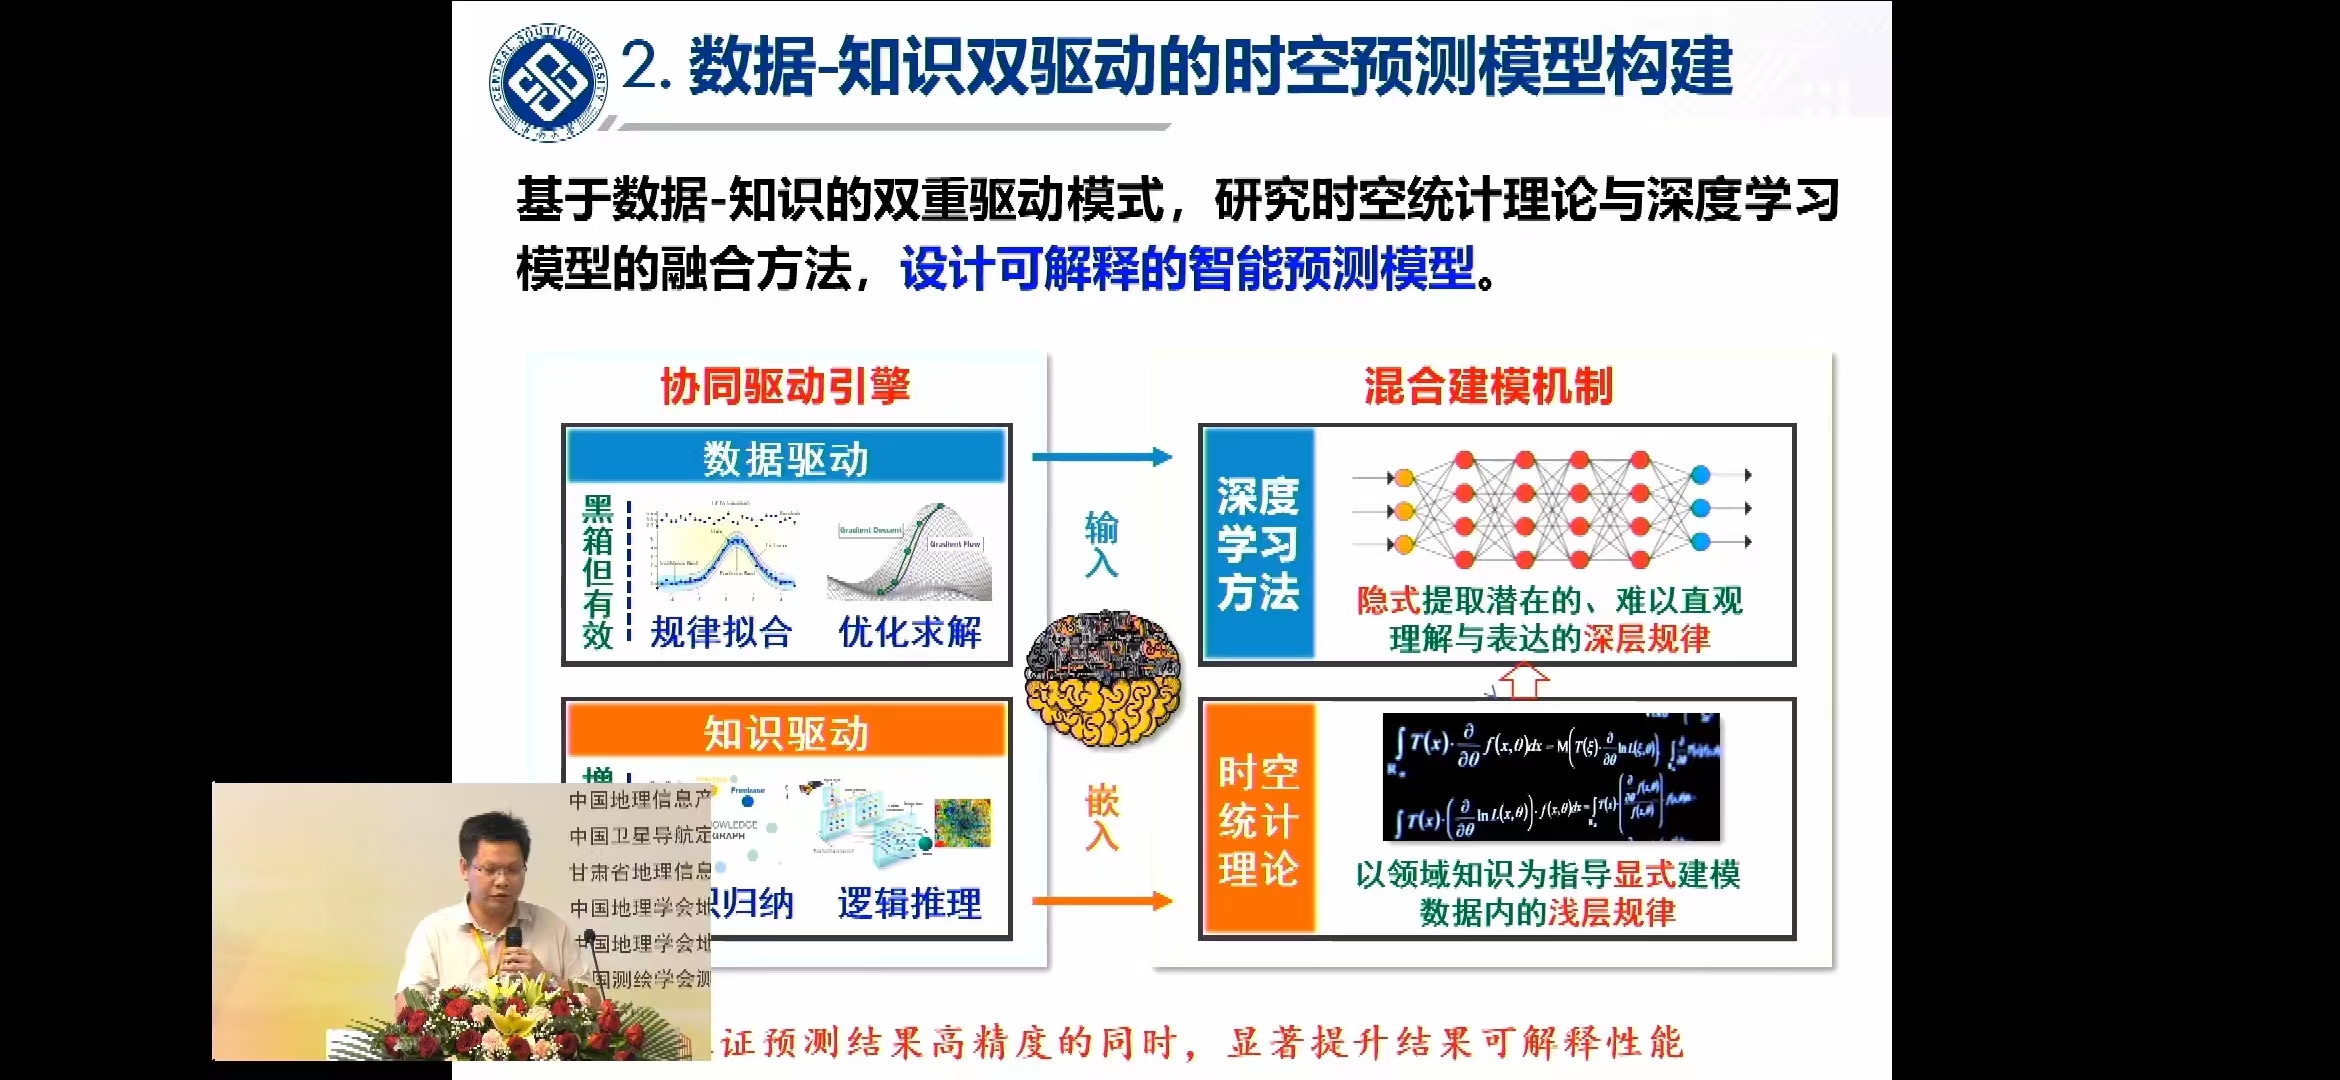 CENTRAL SOUTH UNIVERSITY
2. 数据-知识双驱动的时空预测模型构建
基于数据-知识的双重驱动模式，研究时空统计理论与深度学习
模型的融合方法，设计可解释的智能预测模型。
协同驱动引擎
数据驱动
黑箱但有效
规律拟合
Gradient Descent
Gradient Flow
优化求解
知识驱动
增
Freebase
归纳
逻辑推理
输入
嵌入
混合建模机制
深度
学习
方法
隐式提取潜在的、难以直观
理解与表达的深层规律
时空
统计
理论
以领域知识为指导显式建模
数据内的浅层规律
证预测结果高精度的同时，显著提升结果可解释性能
中国地理信息产
中国卫星导航定
甘肃省地理信息
中国地理学会地
中国地理学会地
国测绘学会测